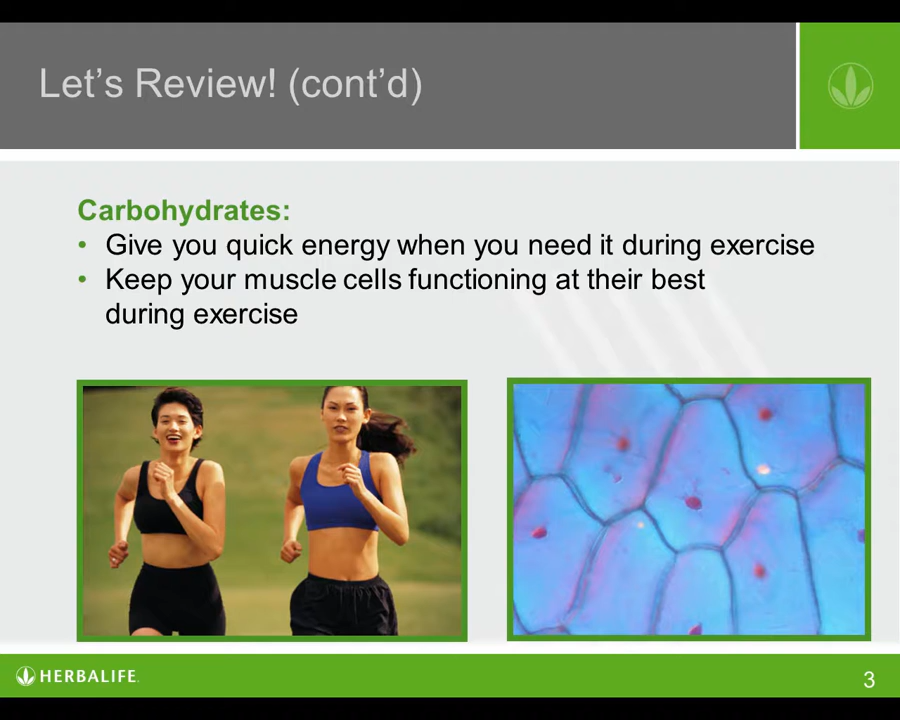 Let’s Review! (cont’d)
Carbohydrates:
• Give you quick energy when you need it during exercise
• Keep your muscle cells functioning at their best
during exercise
HERBALIFE.
3